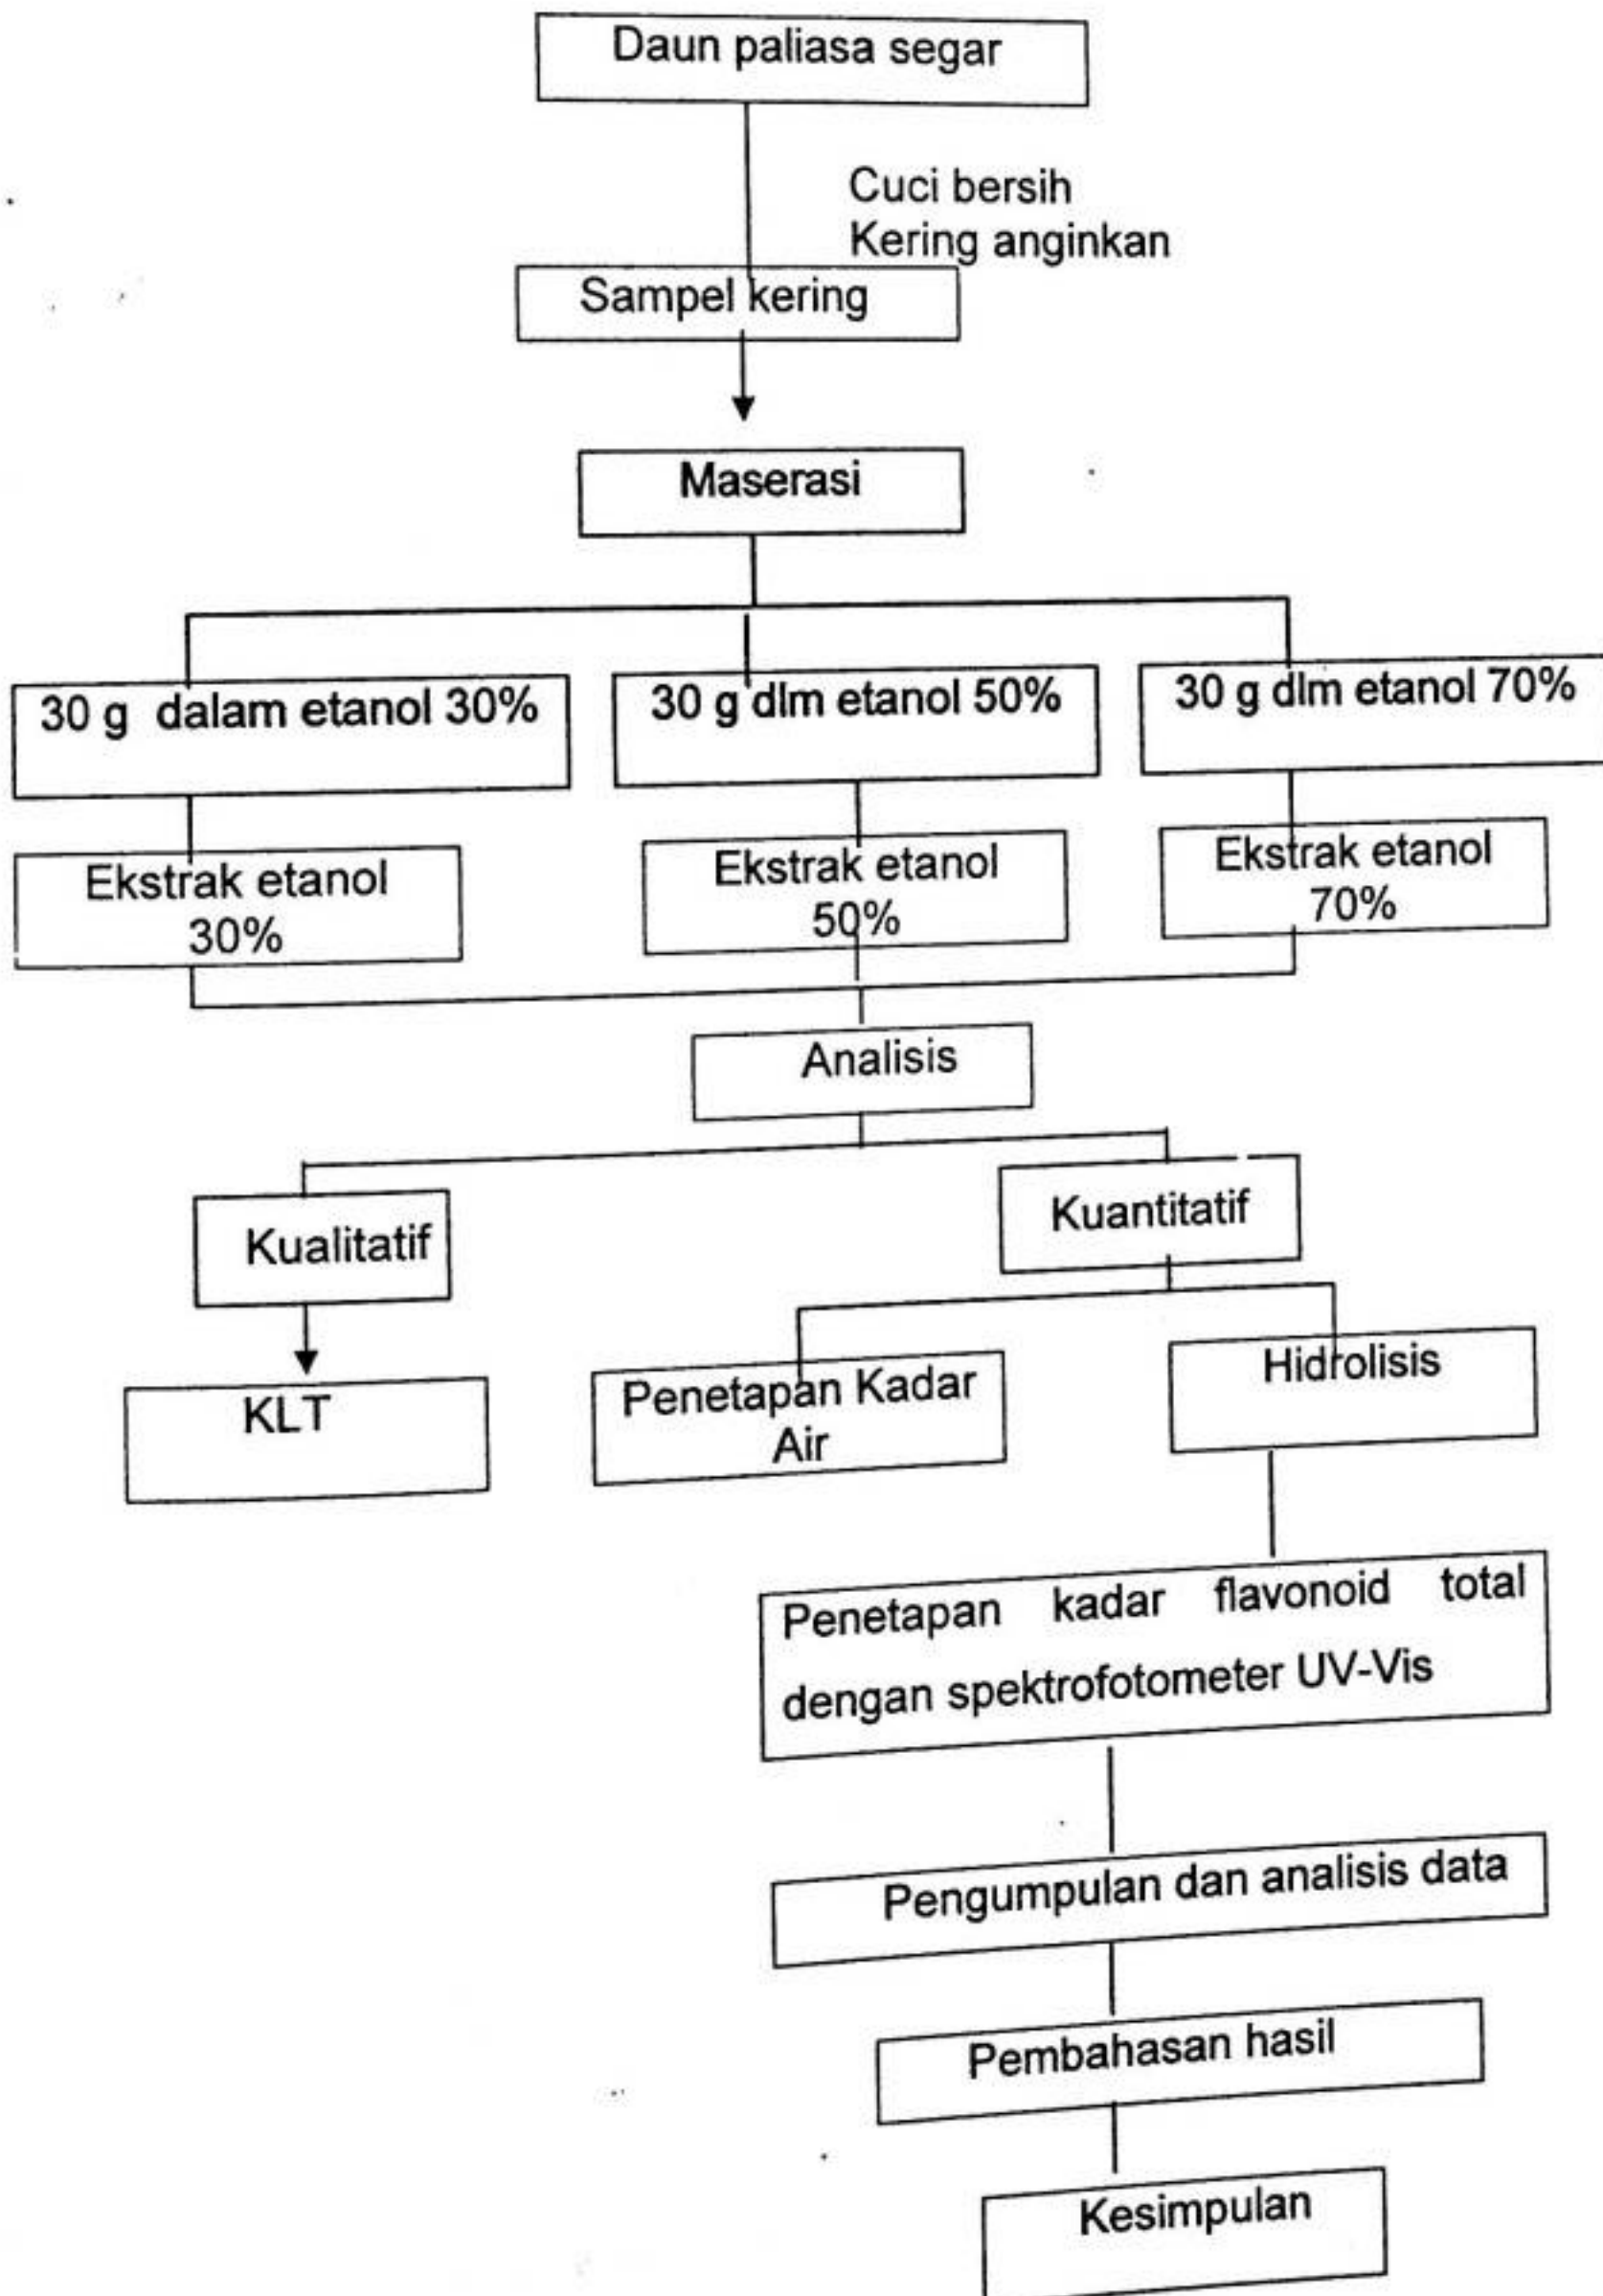 Daun paliasa segar
Cuci bersih
Kering anginkan
Sampel kering
Maserasi
30 g dalam etanol 30%
30 g dlm etanol 50%
30 g dlm etanol 70%
Ekstrak etanol
30%
Ekstrak etanol
50%
Ekstrak etanol
70%
Analisis
Kualitatif
Kuantitatif
KLT
Penetapan Kadar
Air
Hidrolisis
Penetapan kadar flavonoid total
dengan spektrofotometer UV-Vis
Pengumpulan dan analisis data
Pembahasan hasil
Kesimpulan